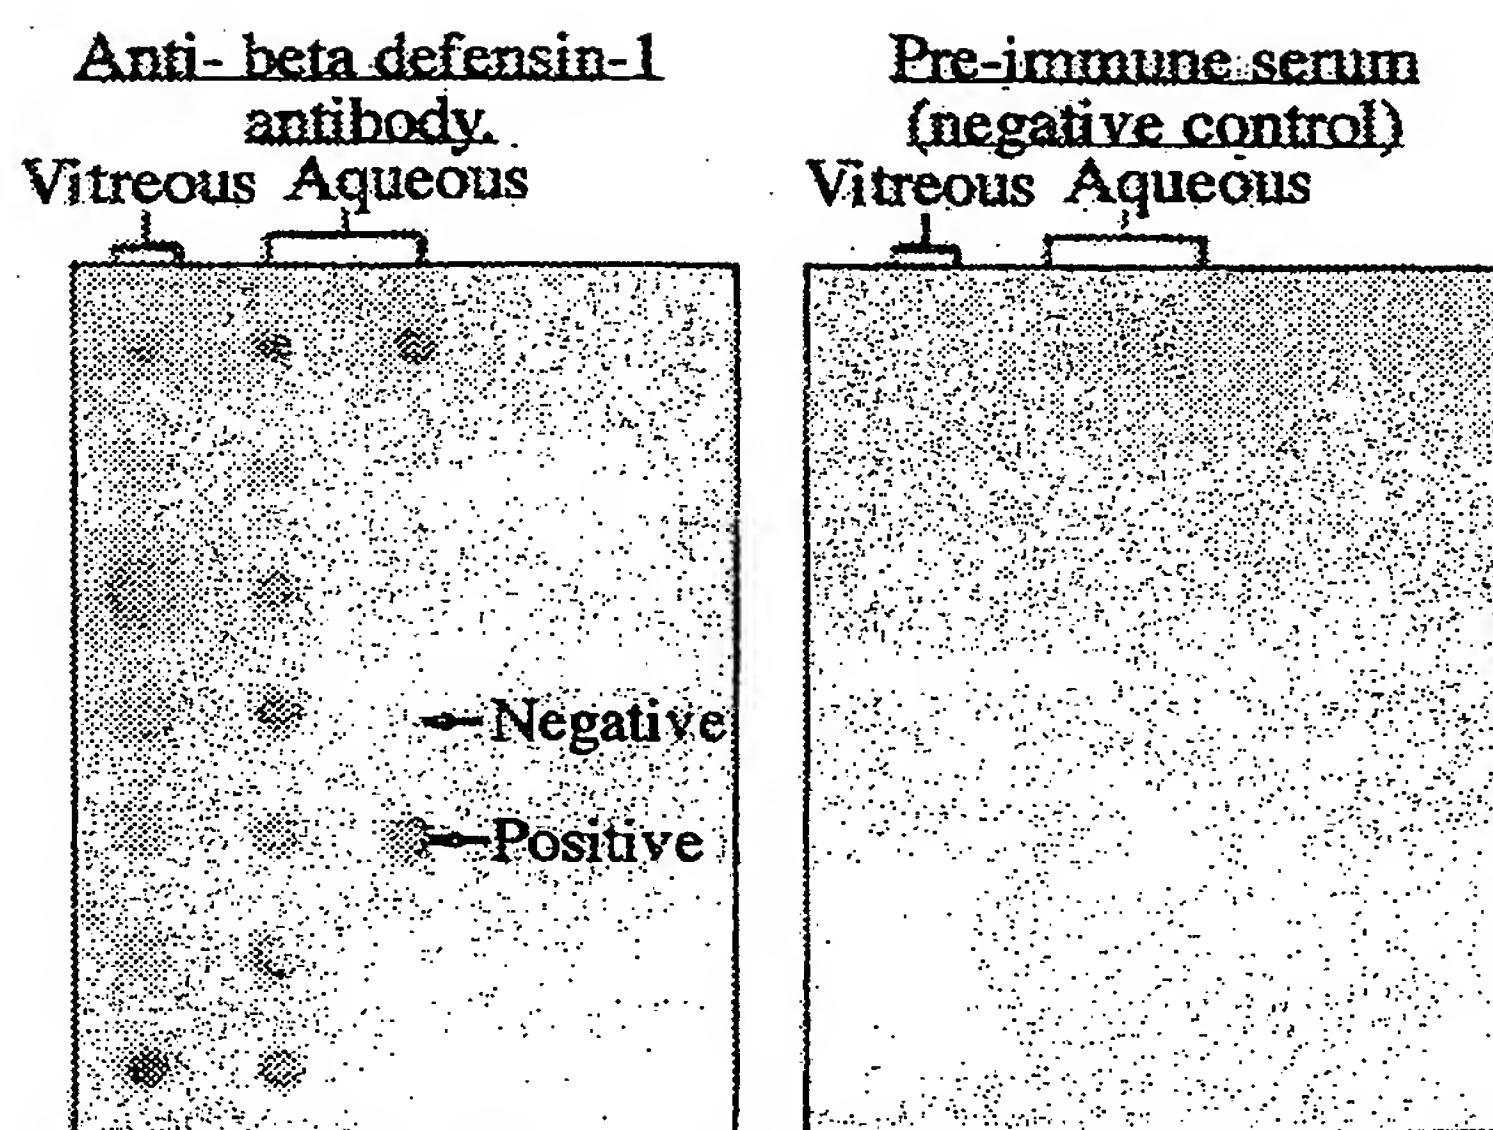 Anti- beta defensin-1
antibody.
Vitreous Aqueous
Negative
Positive
Pre-immune serum
(negative control)
Vitreous Aqueous